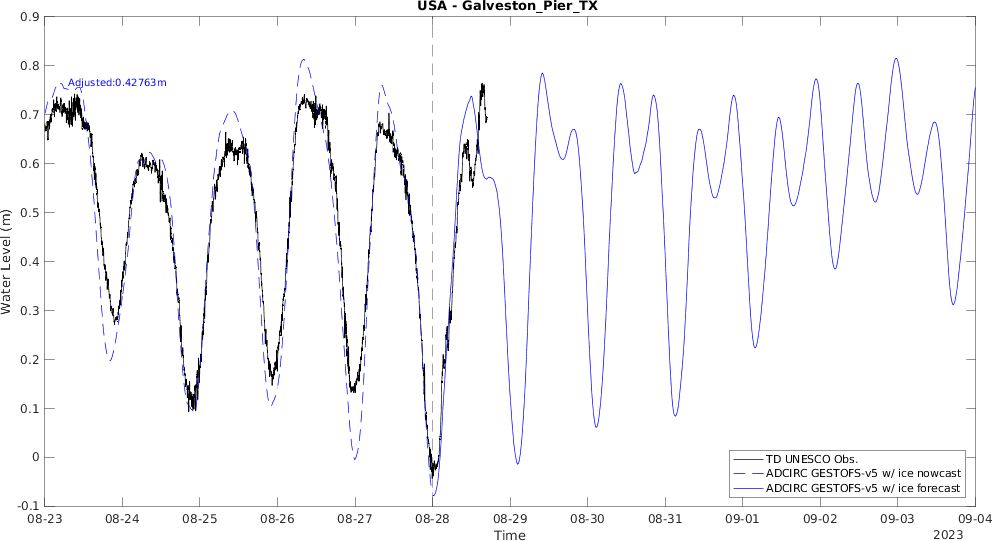 USA - Galveston_Pier_TX
0.9
0.8
0.7
0.6
0.5
0.4
0.3
0.2
0.1
0
-0.1
Water Level (m)
Adjusted:0.42763m
TD UNESCO Obs.
ADCIRC GESTOFS-v5 w/ ice nowcast
ADCIRC GESTOFS-v5 w/ ice forecast
08-23 08-24 08-25 08-26 08-27 08-28 08-29 08-30 08-31 09-01 09-02 09-03 09-04
Time
2023